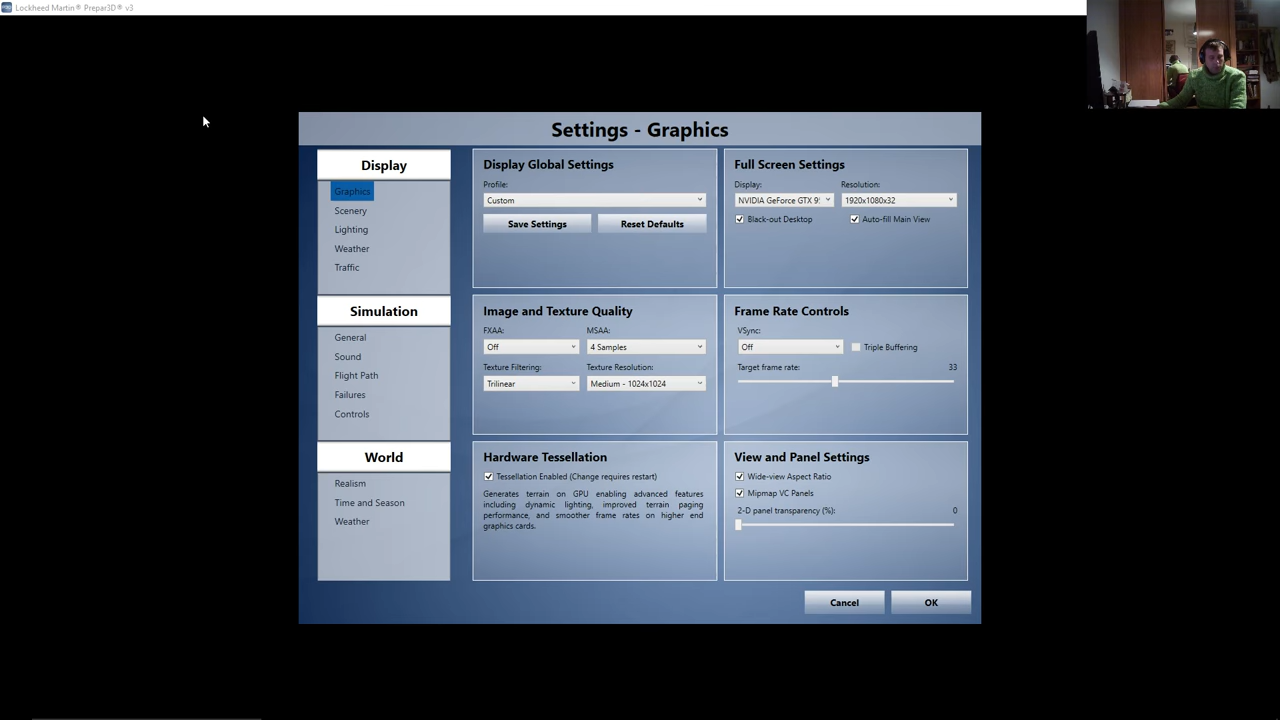 Lockheed Martin® Prepar3D® v3
Settings - Graphics
Display
Graphics
Scenery
Lighting
Weather
Traffic
Simulation
General
Sound
Flight Path
Failures
Controls
World
Realism
Time and Season
Weather
Display Global Settings
Profile:
Custom
Save Settings
Reset Defaults
Full Screen Settings
Display: Resolution:
NVIDIA GeForce GTX 9 1920x1080x32
Black-out Desktop Auto-fill Main View
Image and Texture Quality
FXAA: MSAA:
Off 4 Samples
Texture Filtering: Texture Resolution:
Trilinear Medium - 1024x1024
Frame Rate Controls
VSync:
Off Triple Buffering
Target frame rate: 33
Hardware Tessellation
Tessellation Enabled (Change requires restart)
Generates terrain on GPU enabling advanced features
including dynamic lighting, improved terrain paging
performance, and smoother frame rates on higher end
graphics cards.
View and Panel Settings
Wide-view Aspect Ratio
Mipmap VC Panels
2-D panel transparency (%): 0
Cancel
OK